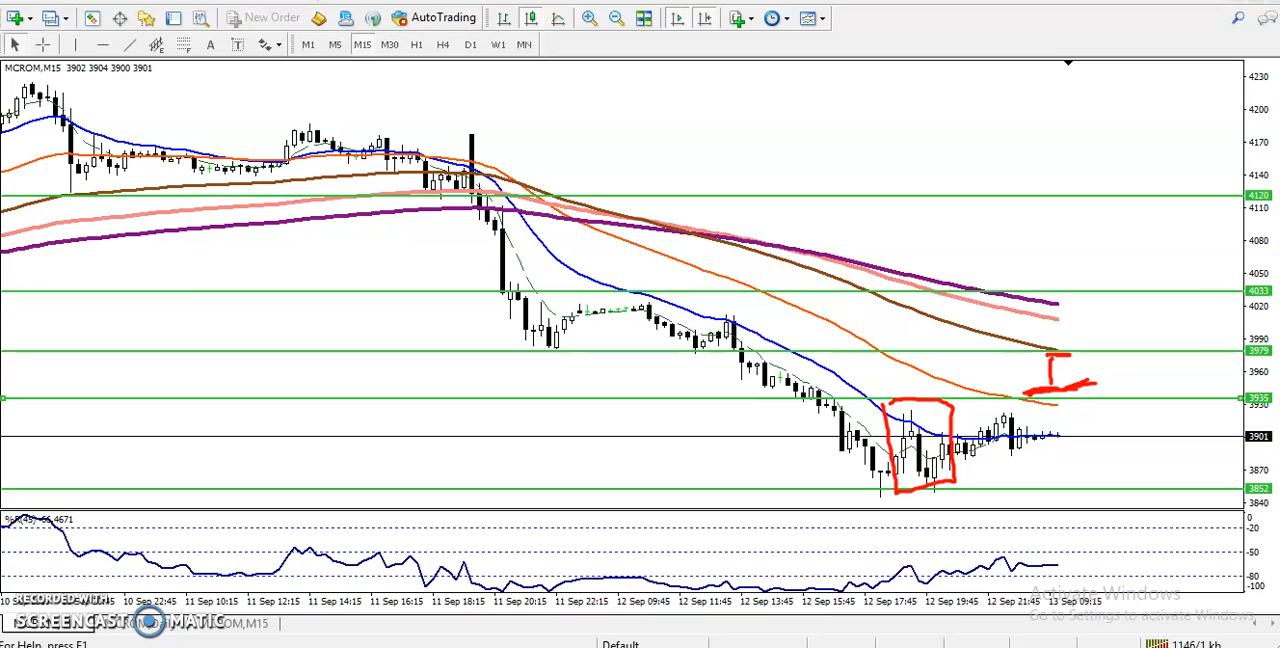 New Order
AutoTrading
A
T
M1 M5 M15 M30 H1 H4 D1 W1 MN
MCROM,M15 3902 3904 3900 3901
4230
4200
4170
4140
4120
4110
4080
4050
4033
4020
3990
3979
3960
3935
3930
3901
3870
3852
3840
0
-20
-50
-80
-100
10 Sep 22:45 11 Sep 10:15 11 Sep 12:15 11 Sep 14:15 11 Sep 16:15 11 Sep 18:15 11 Sep 20:15 11 Sep 22:15 12 Sep 09:45 12 Sep 11:45 12 Sep 13:45 12 Sep 15:45 12 Sep 17:45 12 Sep 19:45 12 Sep 21:45 13 Sep 09:15
Activate Windows
Go to Settings to activate Windows.
RECORDED WITH
SCREENCAST MATIC
OM,M15
For Help, press F1
Default
1146/1 kb